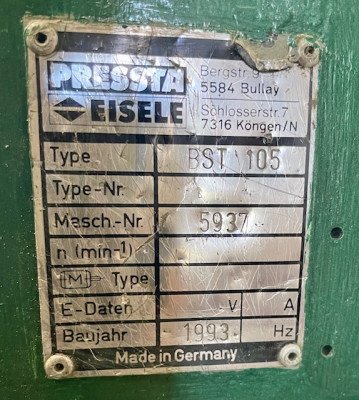 PRESSTA
EISELE
Bergstr. 9
5584 Bullay
Schlosserstr. 7
7316 Köngen/N
Type BST 105
Type-Nr.
Masch.-Nr. 5937
n (min-1)
M Type
E-Daten V A
Baujahr 1993 Hz
Made in Germany